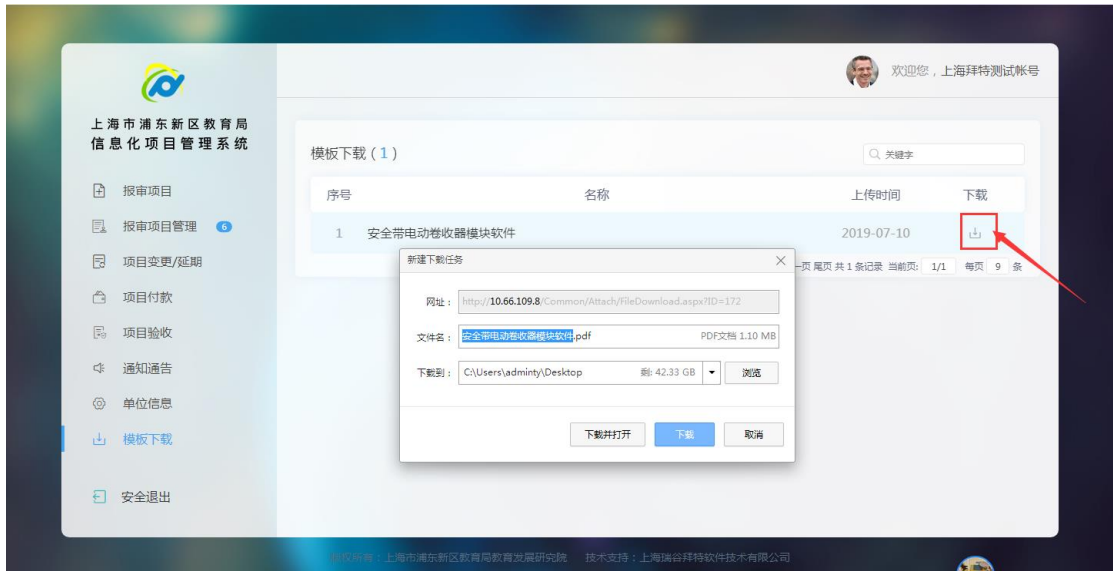 欢迎您，上海拜特测试帐号
上海市浦东新区教育局
信息化项目管理系统
报审项目
报审项目管理 6
项目变更/延期
项目付款
项目验收
通知通告
单位信息
模板下载
安全退出
模板下载（1）
关键字
序号 名称 上传时间 下载
1 安全带电动卷收器模块软件 2019-07-10
一页 尾页 共 1 条记录 当前页: 1/1 每页 9 条
新建下载任务
网址： http://10.66.109.8/Common/Attach/FileDownload.aspx?ID=172
文件名： 安全带电动卷收器模块软件.pdf PDF文档 1.10 MB
下载到： C:\Users\adminty\Desktop 剩: 42.33 GB 浏览
下载并打开 下载 取消
版权所有：上海市浦东新区教育局教育发展研究院 技术支持：上海瑞谷拜特软件技术有限公司